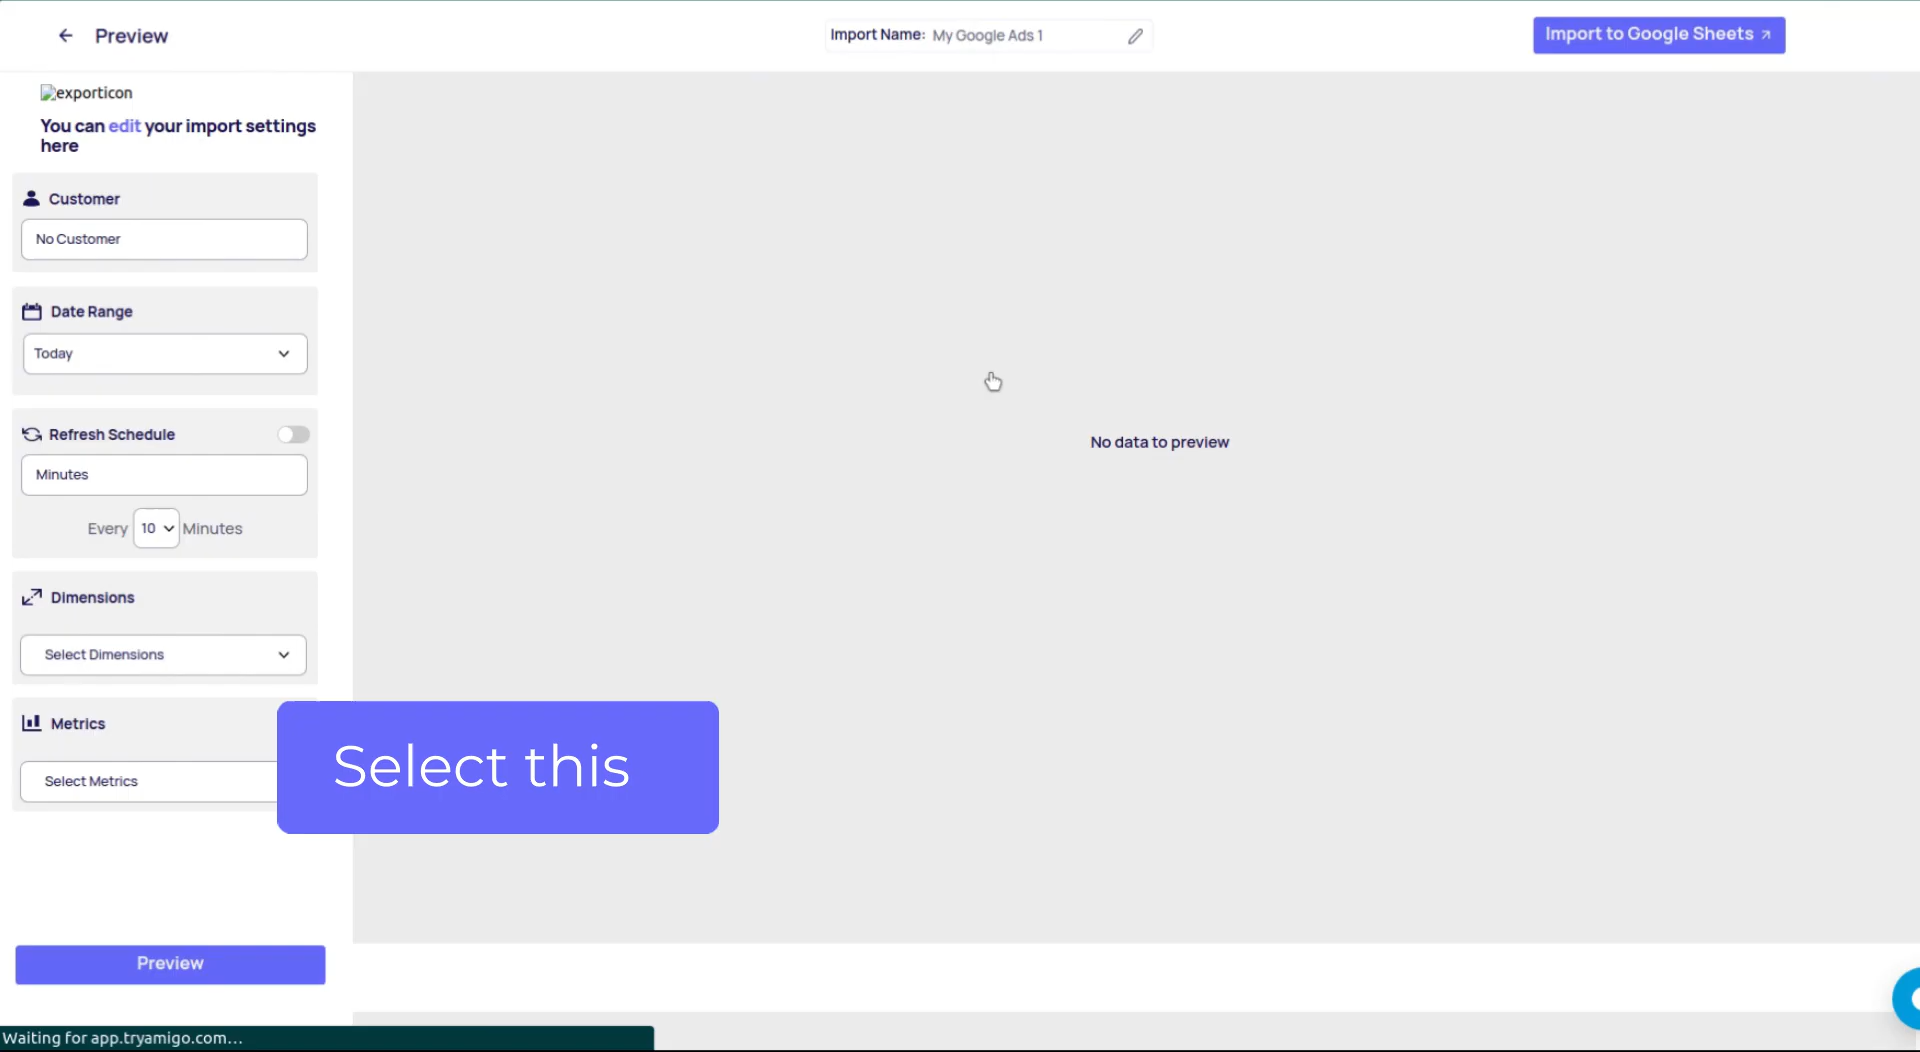 Preview
Import Name: My Google Ads 1
Import to Google Sheets
exporticon
You can edit your import settings
here
Customer
No Customer
Date Range
Today
Refresh Schedule
Minutes
Every 10 Minutes
Dimensions
Select Dimensions
Metrics
Select Metrics
No data to preview
Select this
Preview
Waiting for app.tryamigo.com...